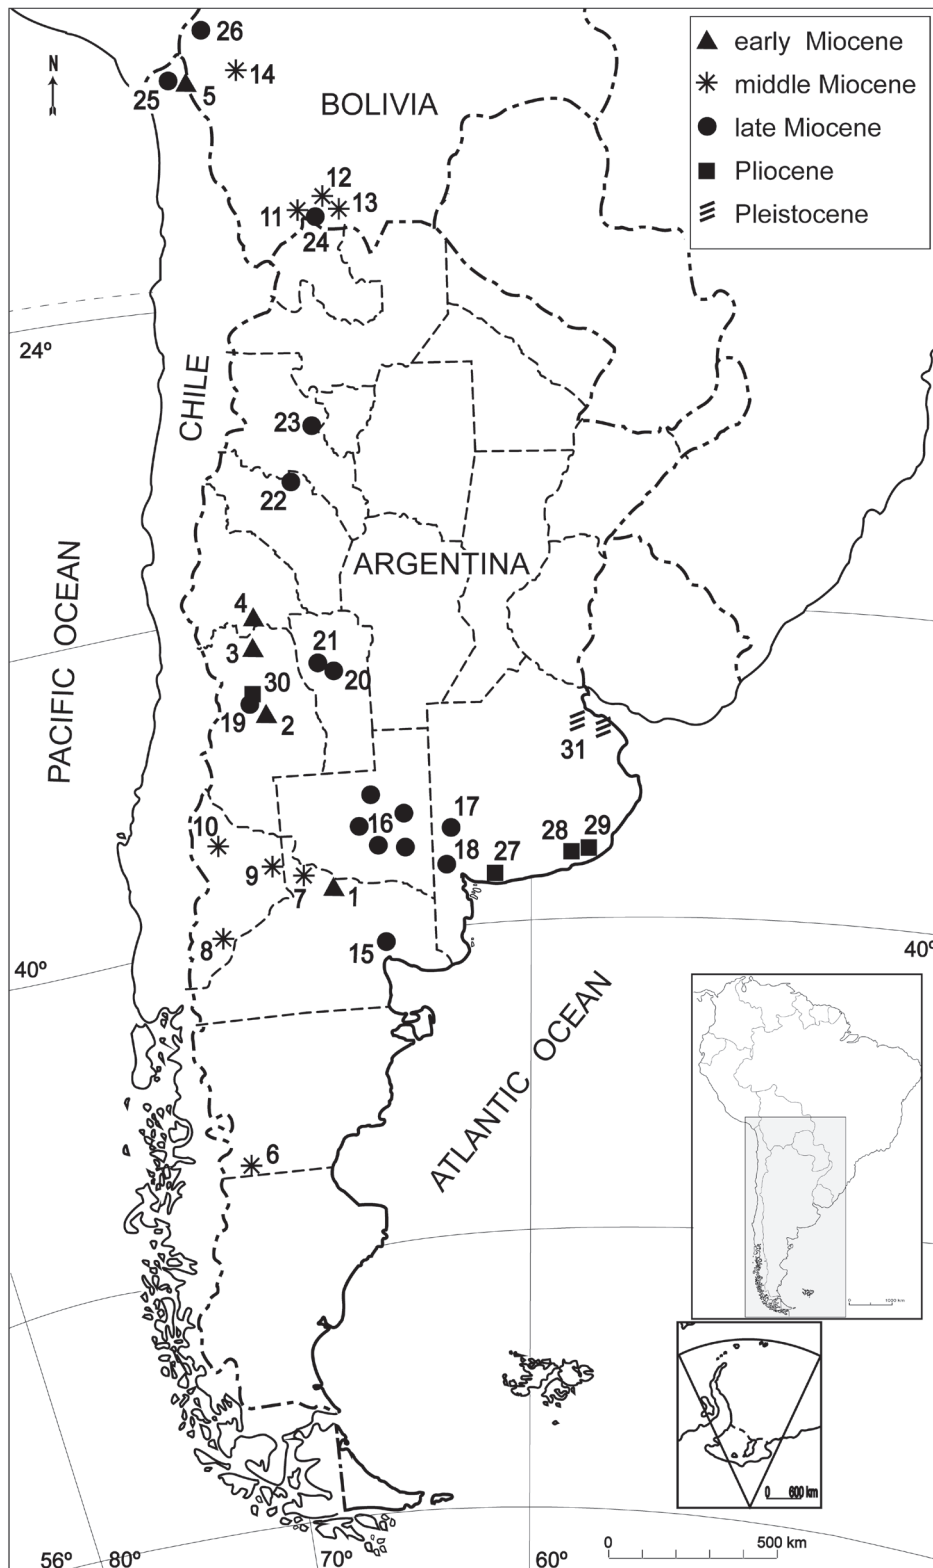 26
N
14
25
5
BOLIVIA
early Miocene
middle Miocene
late Miocene
Pliocene
Pleistocene
12
11
13
24
24º
CHILE
23
22
ARGENTINA
PACIFIC OCEAN
4
3
21
20
30
19
2
31
10
16
17
28
29
9
7
18
27
1
8
15
40º
40º
ATLANTIC OCEAN
6
0 1000 km
0 600 km
0 500 km
56º
80º
70º
60º